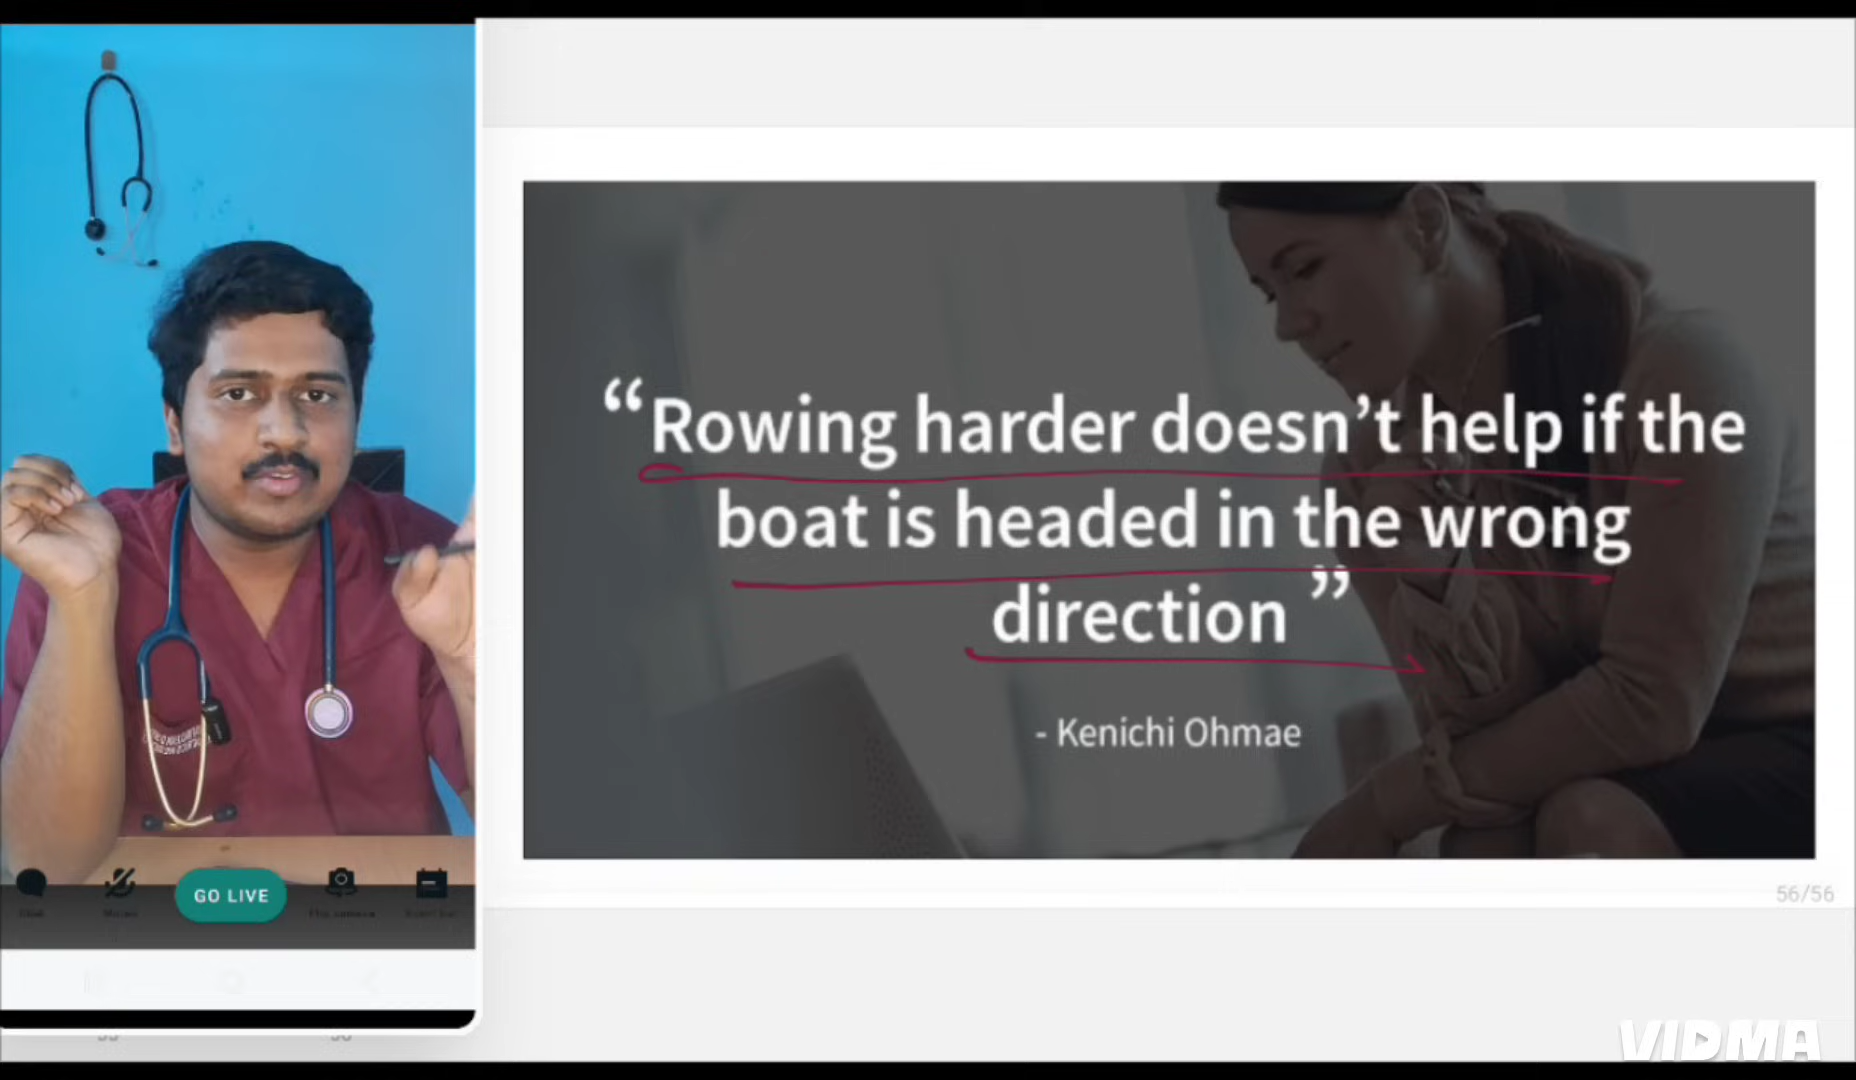 “Rowing harder doesn’t help if the
boat is headed in the wrong
direction”
- Kenichi Ohmae
56/56
GO LIVE
VIDMA